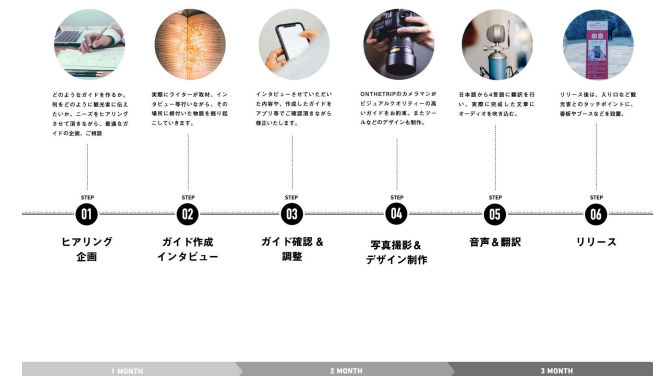 どのようなガイドを作るか。
何をどのように観光客に伝え
たいか。ニーズをヒアリング
させて頂きながら、最適なガ
イドの企画、ご相談
実際にライターが取材、イン
タビュー等行いながら、その
場所に根付いた物語を掘り起
こしていきます。
インタビューさせていただい
た内容や、作成したガイドを
アプリ等でご確認頂きながら
修正いたします。
ONTHETRIPのカメラマンが
ビジュアルクオリティーの高
いガイドをお約束。またツー
ルなどのデザインも制作。
日本語から4言語に翻訳を行
い、実際に完成した文章に
オーディオを吹き込む。
リリース後は、入り口など観
光客とのタッチポイントに、
看板やブースなどを設置。
STEP
01
ヒアリング
企画
STEP
02
ガイド作成
インタビュー
STEP
03
ガイド確認 &
調整
STEP
04
写真撮影&
デザイン制作
STEP
05
音声&翻訳
STEP
06
リリース
1 MONTH
2 MONTH
3 MONTH